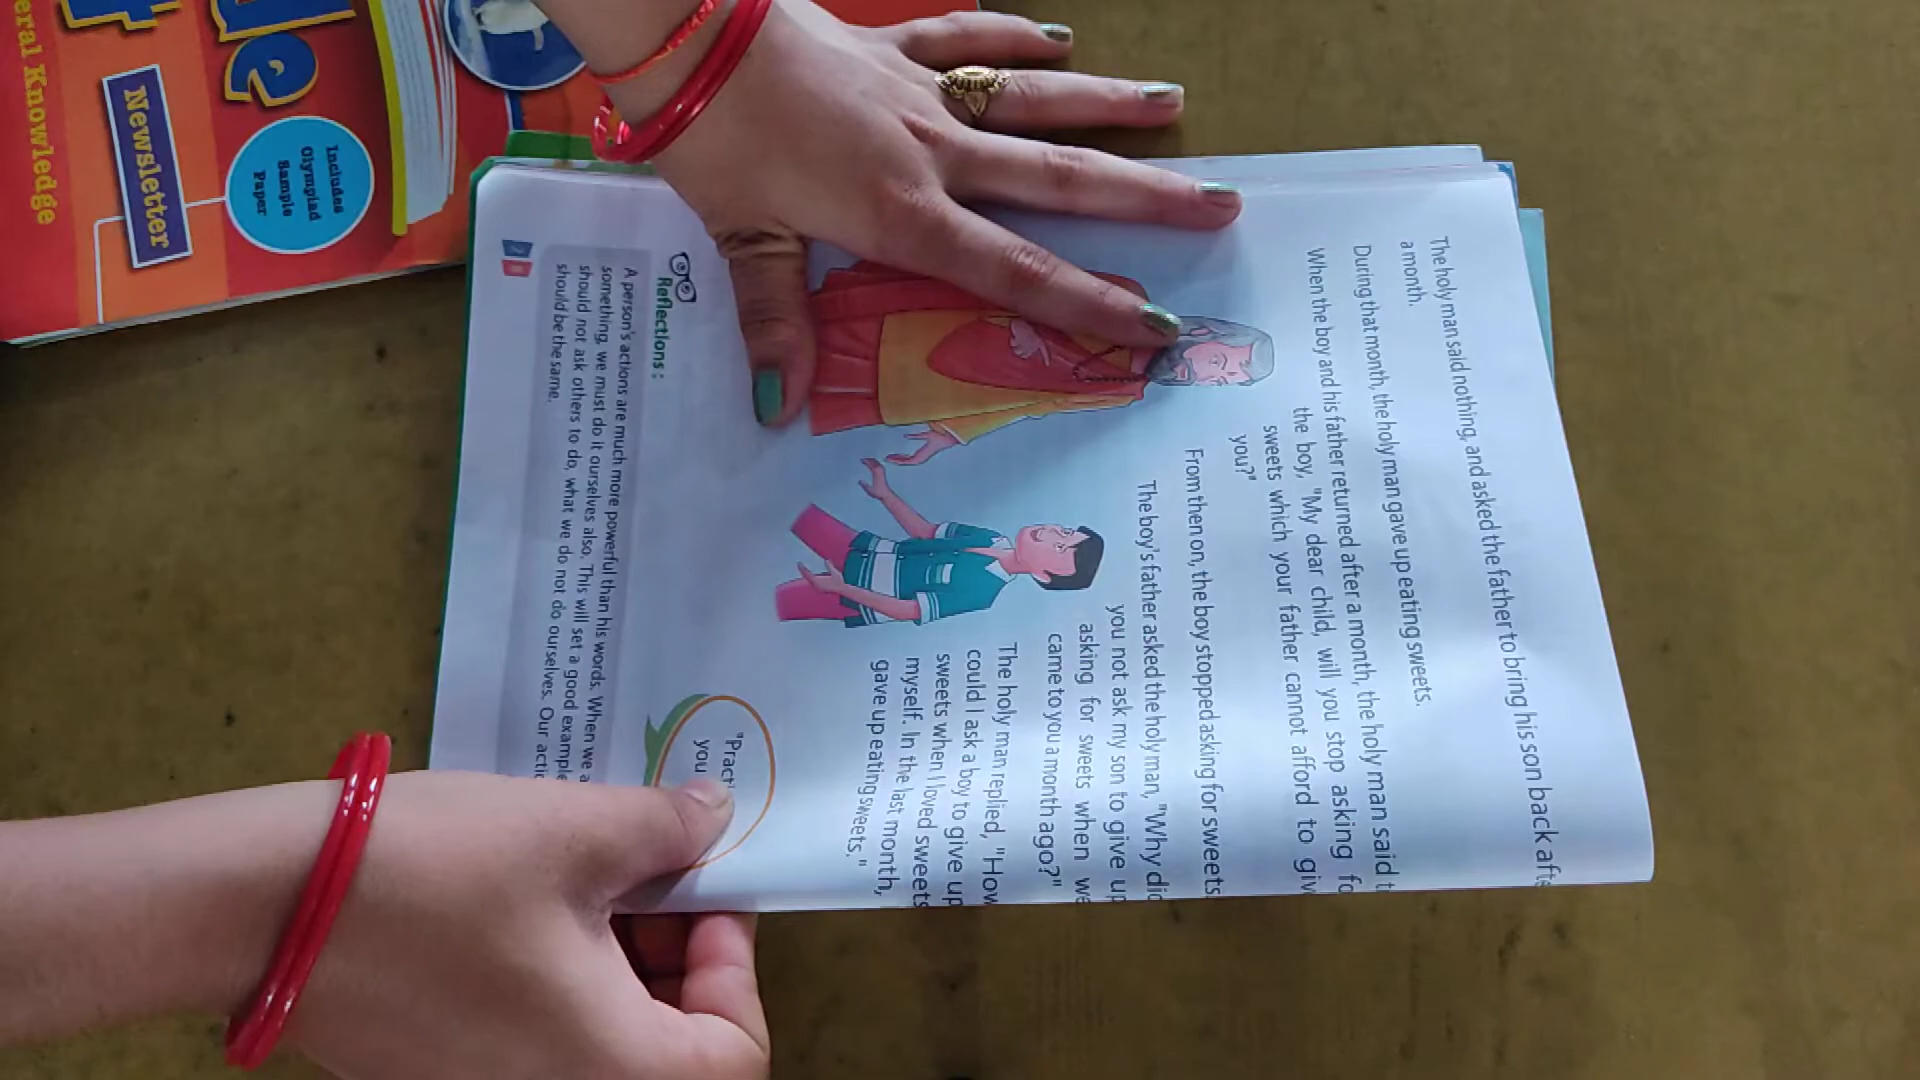 The holy man said nothing, and asked the father to bring his son back afte
a month.
During that month, the holy man gave up eating sweets.
When the boy and his father returned after a month, the holy man said t
the boy, "My dear child, will you stop asking fo
sweets which your father cannot afford to giv
you?"
From then on, the boy stopped asking for sweets
The boy's father asked the holy man, "Why did
you not ask my son to give up
asking for sweets when we
came to you a month ago?"
The holy man replied, "How
could I ask a boy to give up
sweets when I loved sweets
myself. In the last month,
gave up eating sweets."
"Pract
you
Reflections :
A person's actions are much more powerful than his words. When we a
something, we must do it ourselves also. This will set a good example
should not ask others to do, what we do not do ourselves. Our actio
should be the same.
de
eral Knowledge
Newsletter
Includes
Olympiad
Sample
Paper